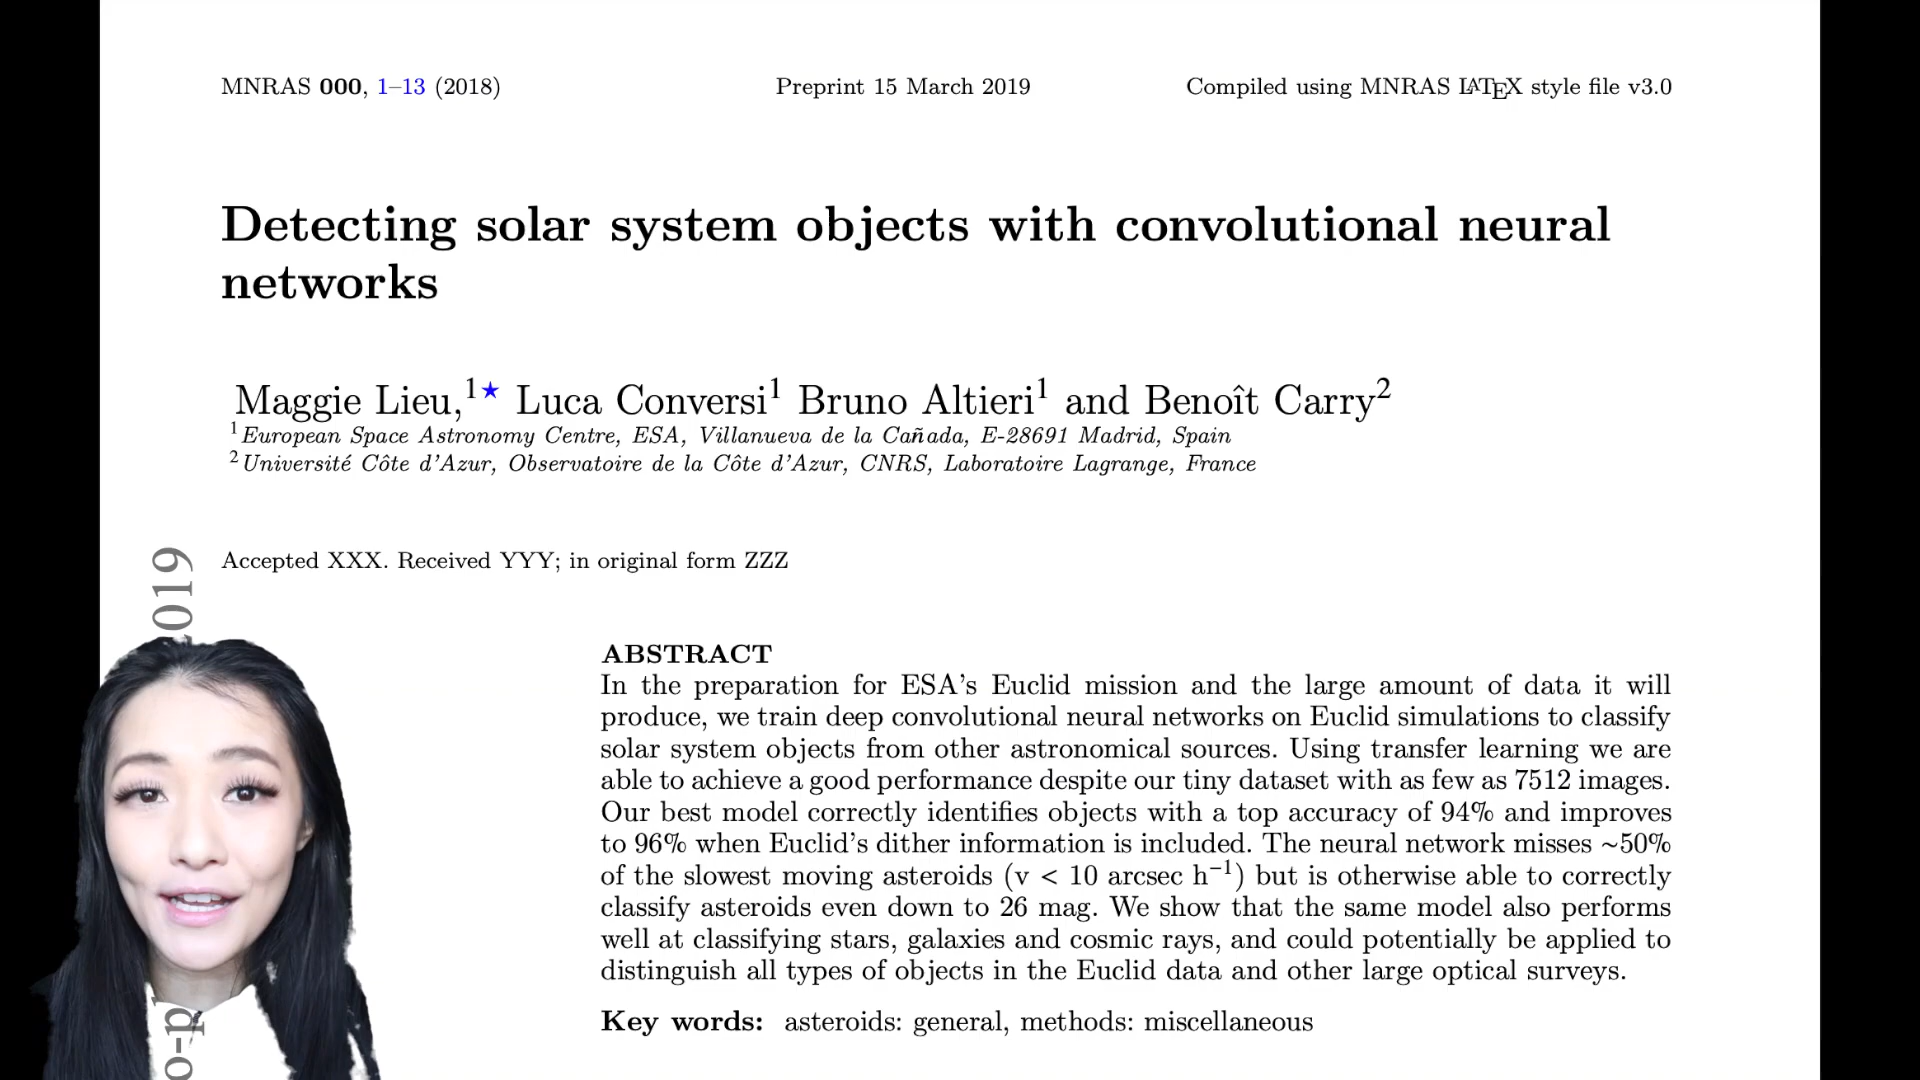 MNRAS 000, 1–13 (2018) Preprint 15 March 2019 Compiled using MNRAS LATEX style file v3.0
Detecting solar system objects with convolutional neural
networks
Maggie Lieu,1★ Luca Conversi1 Bruno Altieri1 and Benoît Carry2
1European Space Astronomy Centre, ESA, Villanueva de la Cañada, E-28691 Madrid, Spain
2Université Côte d'Azur, Observatoire de la Côte d'Azur, CNRS, Laboratoire Lagrange, France
Accepted XXX. Received YYY; in original form ZZZ
ABSTRACT
In the preparation for ESA's Euclid mission and the large amount of data it will
produce, we train deep convolutional neural networks on Euclid simulations to classify
solar system objects from other astronomical sources. Using transfer learning we are
able to achieve a good performance despite our tiny dataset with as few as 7512 images.
Our best model correctly identifies objects with a top accuracy of 94% and improves
to 96% when Euclid's dither information is included. The neural network misses ~50%
of the slowest moving asteroids (v < 10 arcsec h−1) but is otherwise able to correctly
classify asteroids even down to 26 mag. We show that the same model also performs
well at classifying stars, galaxies and cosmic rays, and could potentially be applied to
distinguish all types of objects in the Euclid data and other large optical surveys.
Key words: asteroids: general, methods: miscellaneous